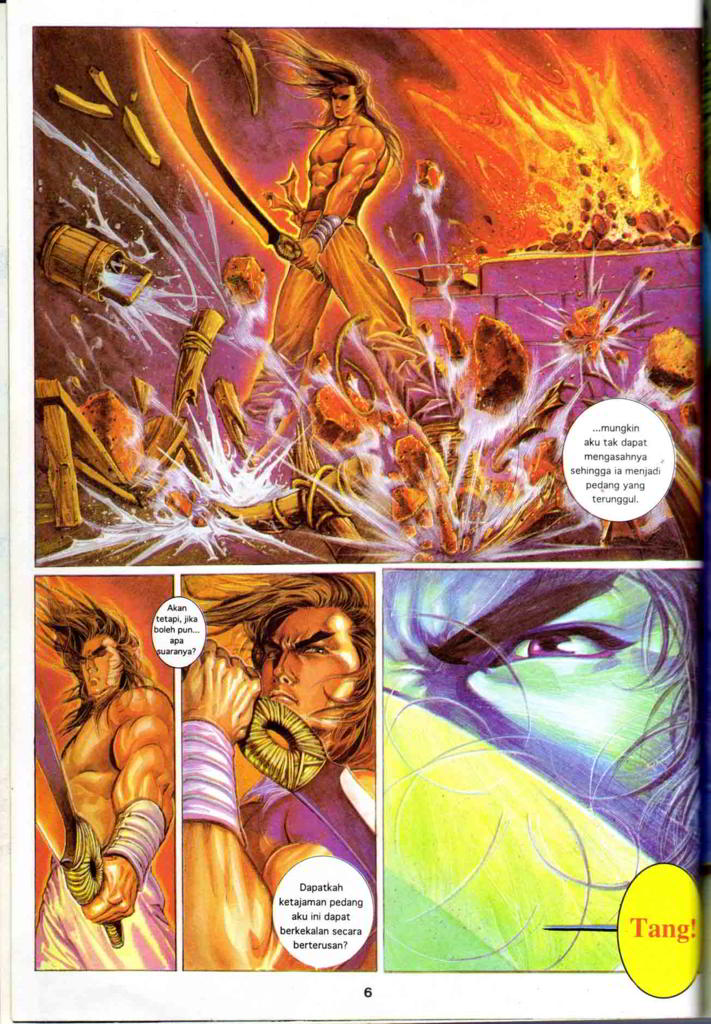 ...mungkin
aku tak dapat
mengasahnya
sehingga ia menjadi
pedang yang
terunggul.
Akan
tetapi, jika
boleh pun...
apa
suaranya?
Dapatkah
ketajaman pedang
aku ini dapat
berkekalan secara
berterusan?
Tang!
6